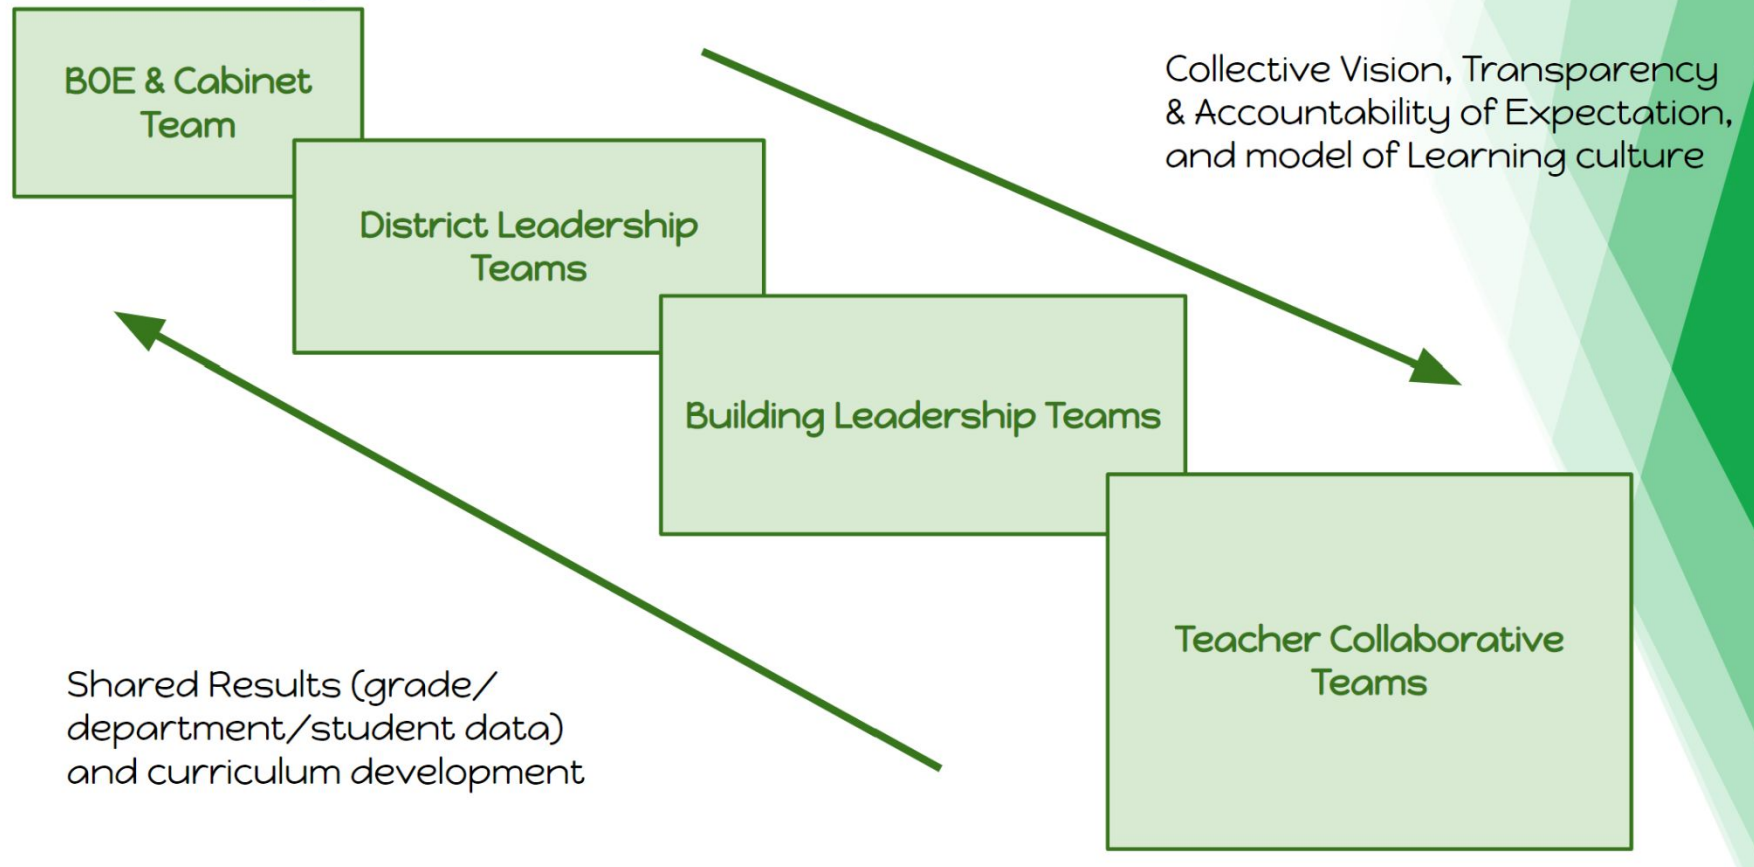 BOE & Cabinet
Team
Collective Vision, Transparency
& Accountability of Expectation,
and model of Learning culture
District Leadership
Teams
Building Leadership Teams
Teacher Collaborative
Teams
Shared Results (grade/
department/student data)
and curriculum development